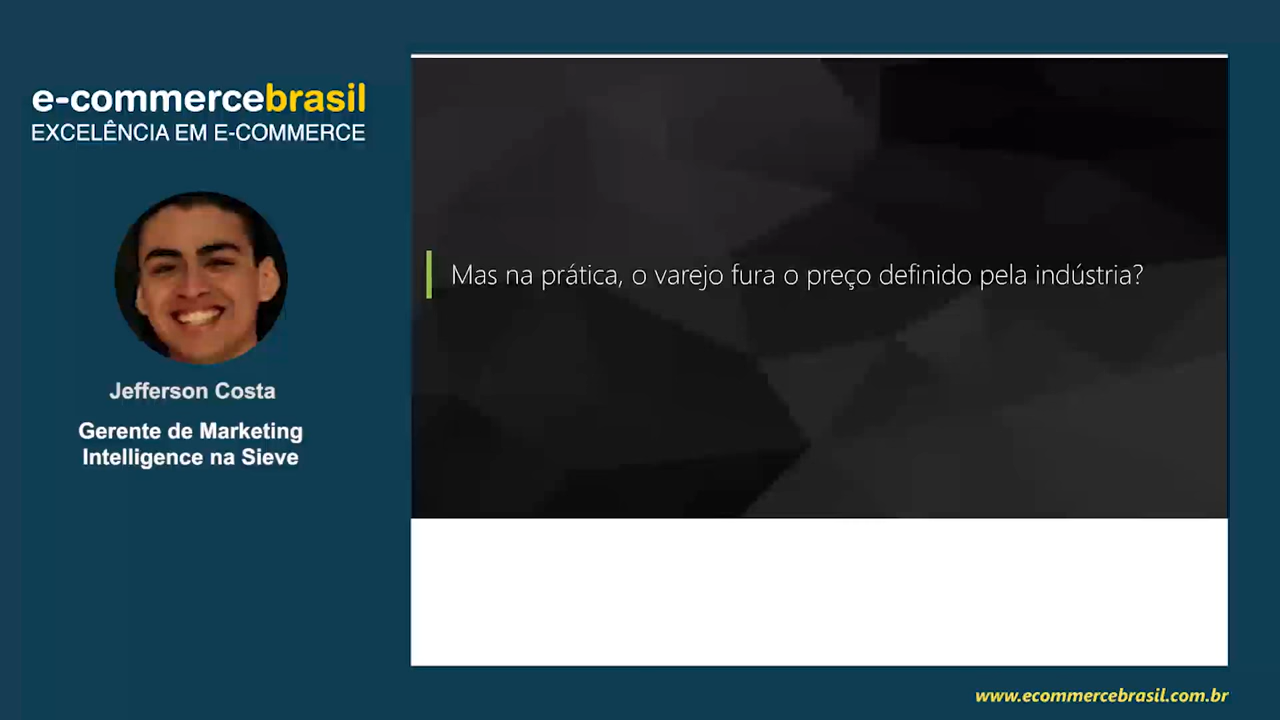 e-commercebrasil
EXCELÊNCIA EM E-COMMERCE
Jefferson Costa
Gerente de Marketing
Intelligence na Sieve
Mas na prática, o varejo fura o preço definido pela indústria?
www.ecommercebrasil.com.br